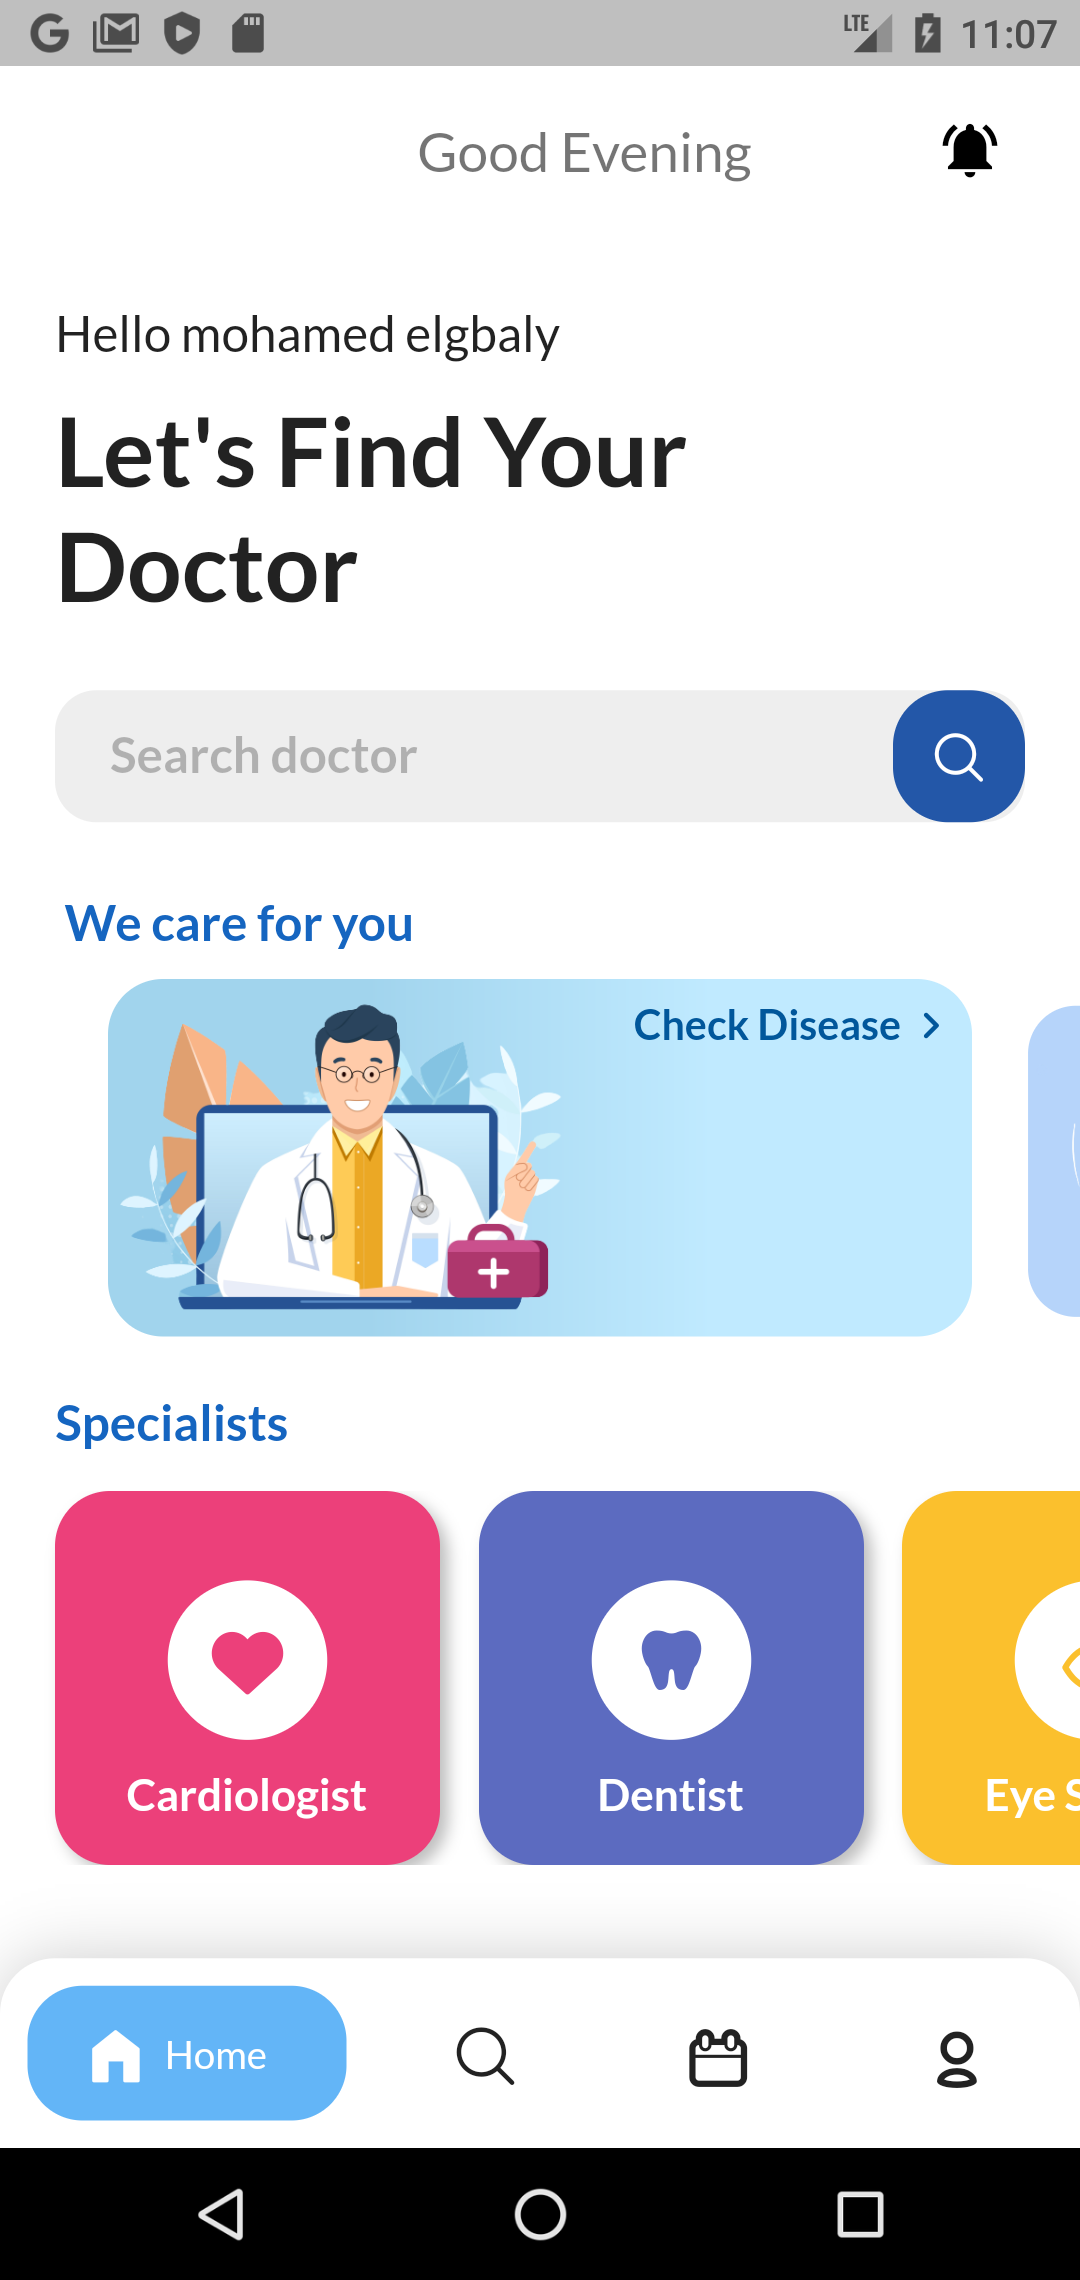 LTE 11:07
Good Evening
Hello mohamed elgbaly
Let's Find Your
Doctor
Search doctor
We care for you
Check Disease
Specialists
Cardiologist
Dentist
Eye
Home